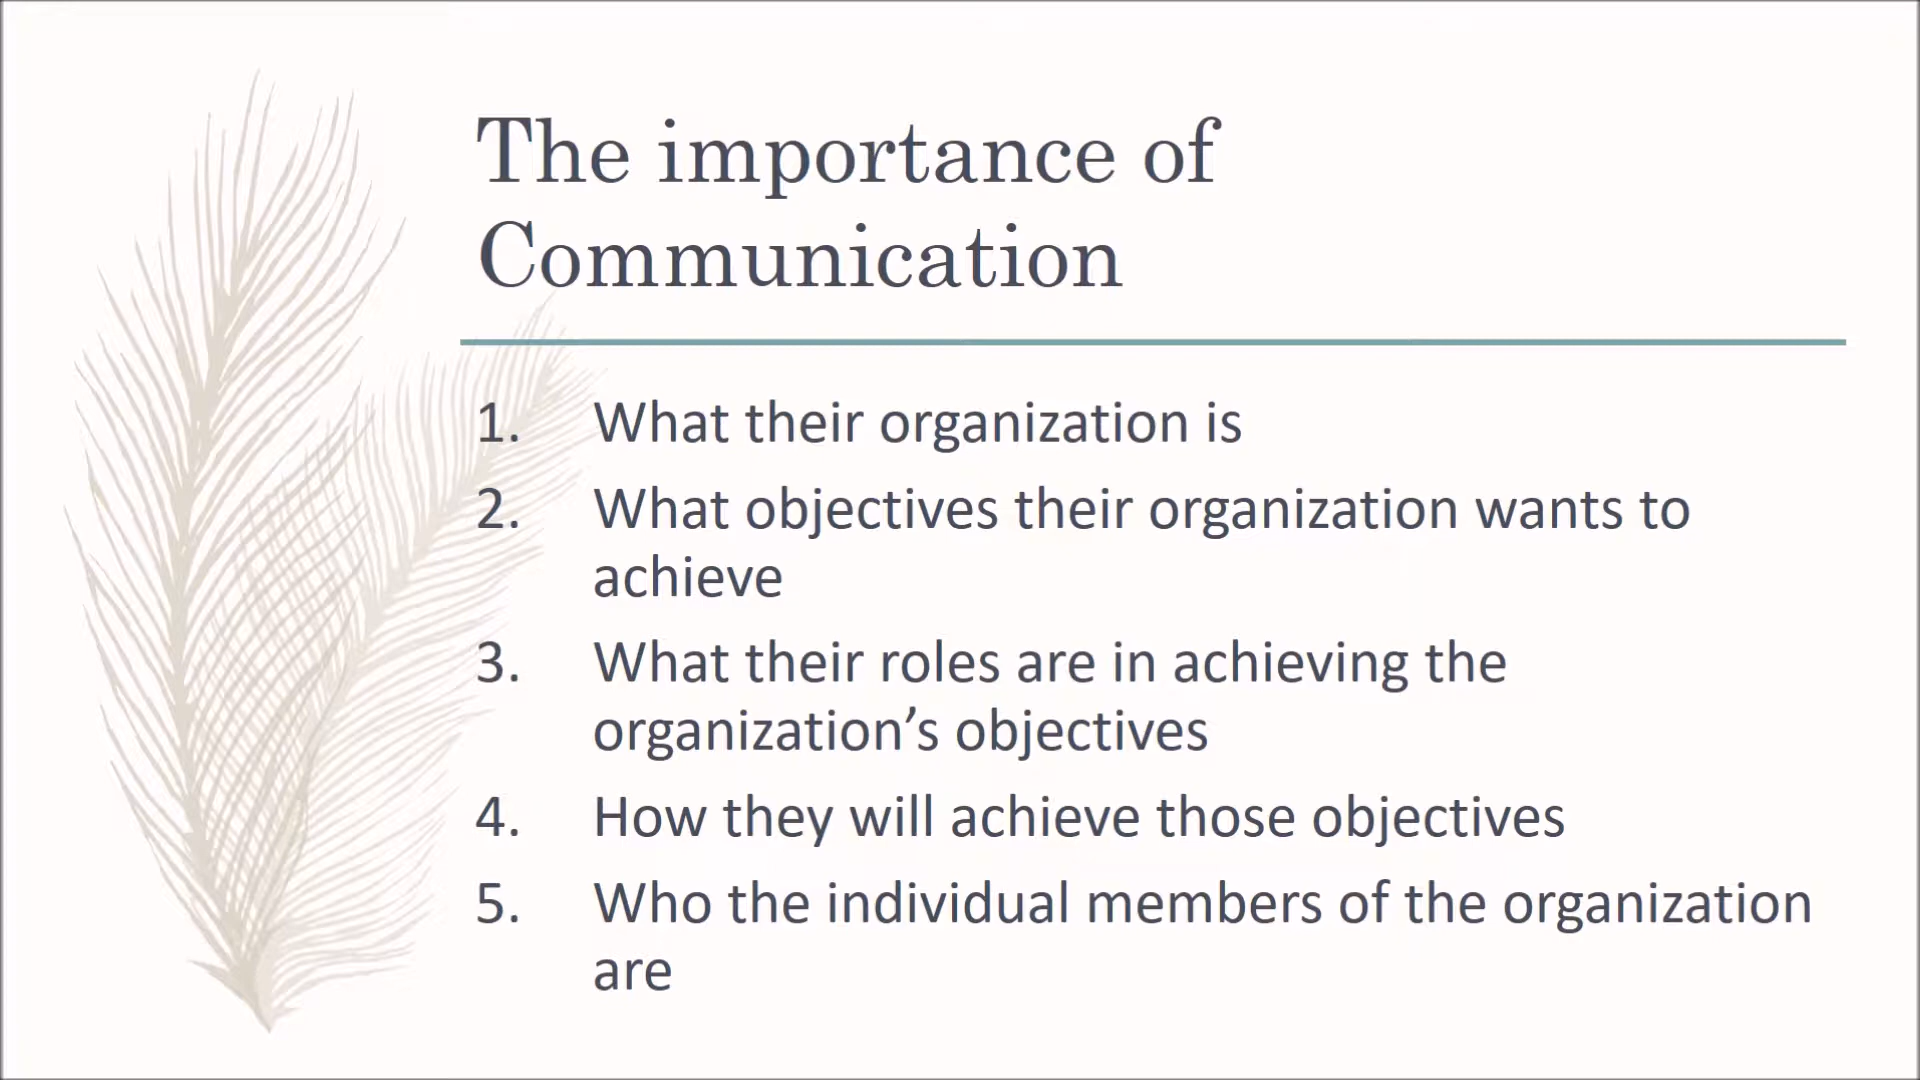 The importance of
Communication
1. What their organization is
2. What objectives their organization wants to
achieve
3. What their roles are in achieving the
organization’s objectives
4. How they will achieve those objectives
5. Who the individual members of the organization
are